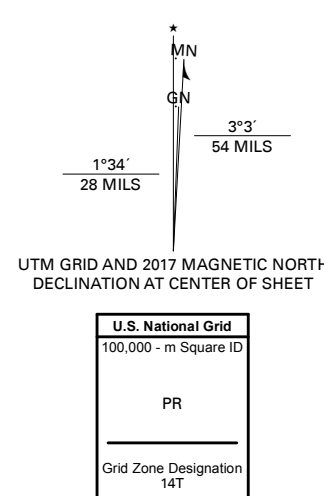 ★
MN
GN
3°3´
54 MILS
1°34´
28 MILS
UTM GRID AND 2017 MAGNETIC NORTH
DECLINATION AT CENTER OF SHEET
U.S. National Grid
100,000 - m Square ID
PR
Grid Zone Designation
14T